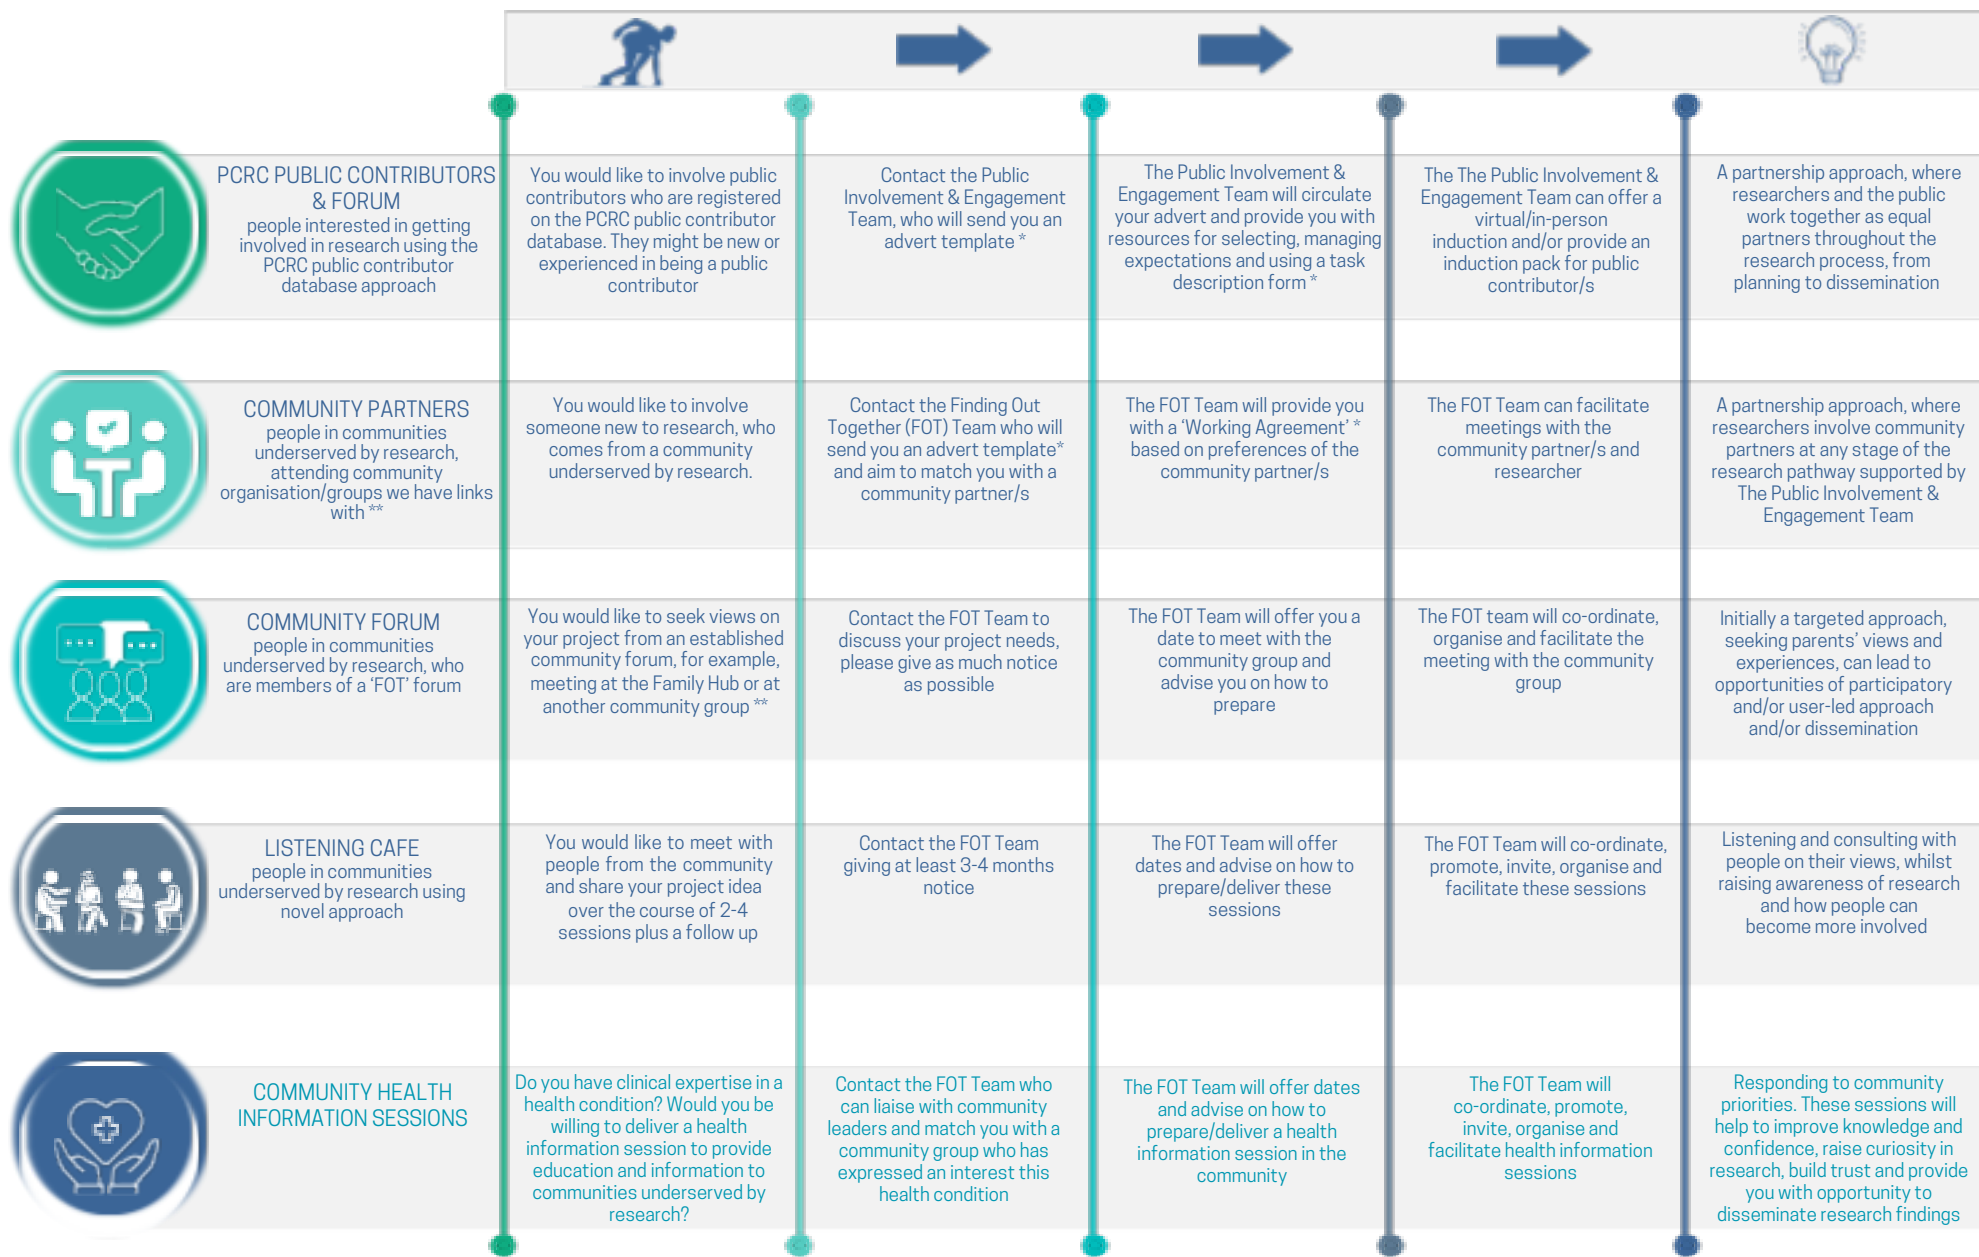 PCRC PUBLIC CONTRIBUTORS
& FORUM
people interested in getting
involved in research using the
PCRC public contributor
database approach
You would like to involve public
contributors who are registered
on the PCRC public contributor
database. They might be new or
experienced in being a public
contributor
Contact the Public
Involvement & Engagement
Team, who will send you an
advert template *
The Public Involvement &
Engagement Team will circulate
your advert and provide you with
resources for selecting, managing
expectations and using a task
description form *
The The Public Involvement &
Engagement Team can offer a
virtual/in-person
induction and/or provide an
induction pack for public
contributor/s
A partnership approach, where
researchers and the public
work together as equal
partners throughout the
research process, from
planning to dissemination
COMMUNITY PARTNERS
people in communities
underserved by research,
attending community
organisation/groups we have links
with **
You would like to involve
someone new to research, who
comes from a community
underserved by research.
Contact the Finding Out
Together (FOT) Team who will
send you an advert template*
and aim to match you with a
community partner/s
The FOT Team will provide you
with a ‘Working Agreement’ *
based on preferences of the
community partner/s
The FOT Team can facilitate
meetings with the
community partner/s and
researcher
A partnership approach, where
researchers involve community
partners at any stage of the
research pathway supported by
The Public Involvement &
Engagement Team
COMMUNITY FORUM
people in communities
underserved by research, who
are members of a ‘FOT’ forum
You would like to seek views on
your project from an established
community forum, for example,
meeting at the Family Hub or at
another community group **
Contact the FOT Team to
discuss your project needs,
please give as much notice
as possible
The FOT Team will offer you a
date to meet with the
community group and
advise you on how to
prepare
The FOT team will co-ordinate,
organise and facilitate the
meeting with the community
group
Initially a targeted approach,
seeking parents’ views and
experiences, can lead to
opportunities of participatory
and/or user-led approach
and/or dissemination
LISTENING CAFE
people in communities
underserved by research using
novel approach
You would like to meet with
people from the community
and share your project idea
over the course of 2-4
sessions plus a follow up
Contact the FOT Team
giving at least 3-4 months
notice
The FOT Team will offer
dates and advise on how to
prepare/deliver these
sessions
The FOT Team will co-ordinate,
promote, invite, organise and
facilitate these sessions
Listening and consulting with
people on their views, whilst
raising awareness of research
and how people can
become more involved
COMMUNITY HEALTH
INFORMATION SESSIONS
Do you have clinical expertise in a
health condition? Would you be
willing to deliver a health
information session to provide
education and information to
communities underserved by
research?
Contact the FOT Team who
can liaise with community
leaders and match you with a
community group who has
expressed an interest this
health condition
The FOT Team will offer dates
and advise on how to
prepare/deliver a health
information session in the
community
The FOT Team will
co-ordinate, promote,
invite, organise and
facilitate health information
sessions
Responding to community
priorities. These sessions will
help to improve knowledge and
confidence, raise curiosity in
research, build trust and provide
you with opportunity to
disseminate research findings